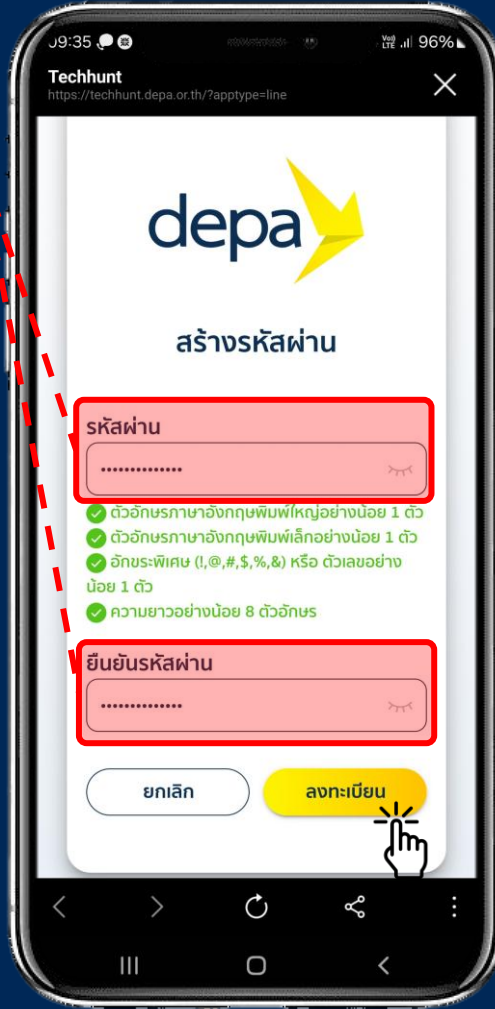 09:35
Vo)) LTE 96%
Techhunt
https://techhunt.depa.or.th/?apptype=line
depa
สร้างรหัสผ่าน
รหัสผ่าน
••••••••••••••
ตัวอักษรภาษาอังกฤษพิมพ์ใหญ่อย่างน้อย 1 ตัว
ตัวอักษรภาษาอังกฤษพิมพ์เล็กอย่างน้อย 1 ตัว
อักขระพิเศษ (!,@,#,$,%,&) หรือ ตัวเลขอย่าง
น้อย 1 ตัว
ความยาวอย่างน้อย 8 ตัวอักษร
ยืนยันรหัสผ่าน
••••••••••••••
ยกเลิก
ลงทะเบียน